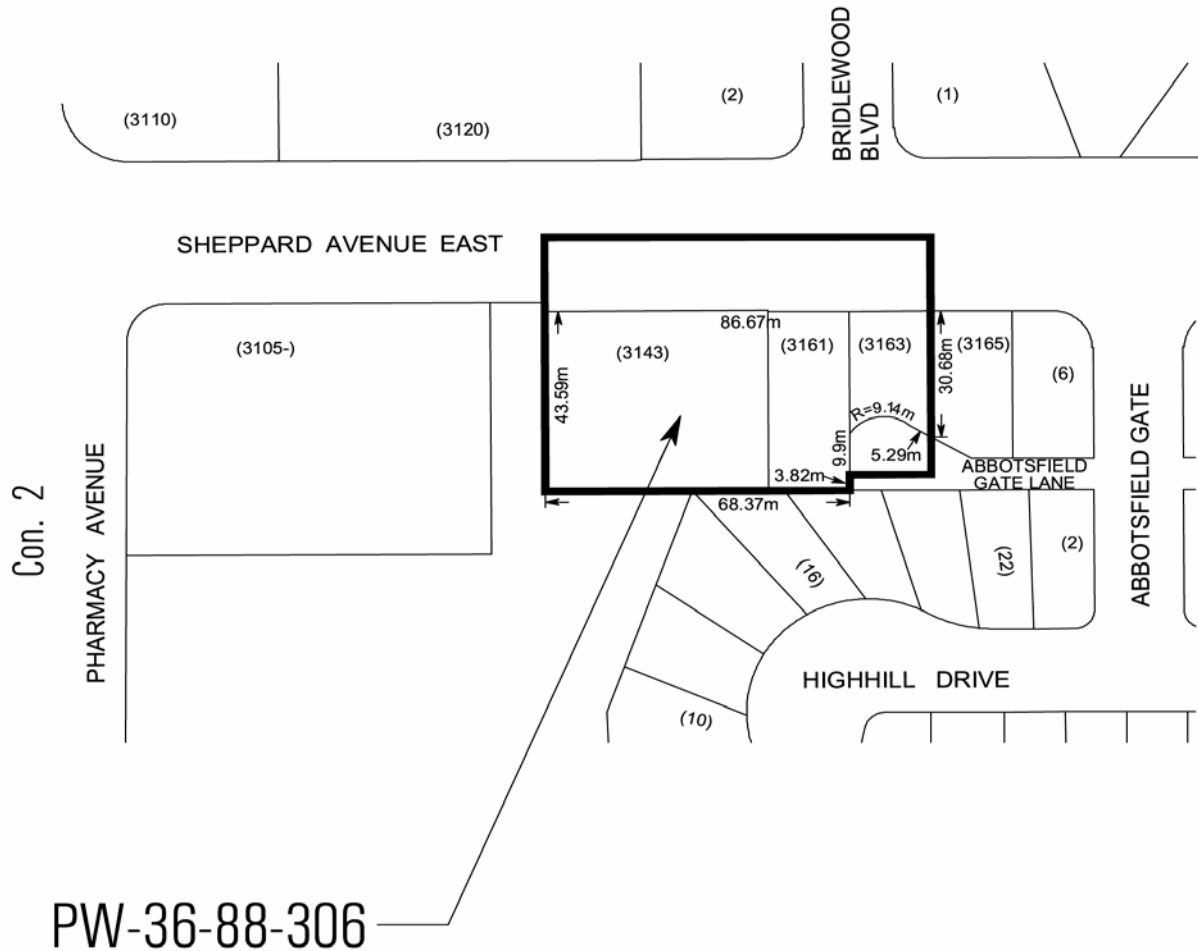 BRIDLEWOOD
BLVD
(3110)
(3120)
(2)
(1)
SHEPPARD AVENUE EAST
(3105-)
(3143)
86.67m
(3161)
(3163)
(3165)
(6)
43.59m
30.68m
R=9.14m
9.9m
5.29m
3.82m
68.37m
ABBOTSFIELD
GATE LANE
ABBOTSFIELD GATE
Con. 2
PHARMACY AVENUE
(16)
(22)
(2)
(10)
HIGHHILL DRIVE
PW-36-88-306